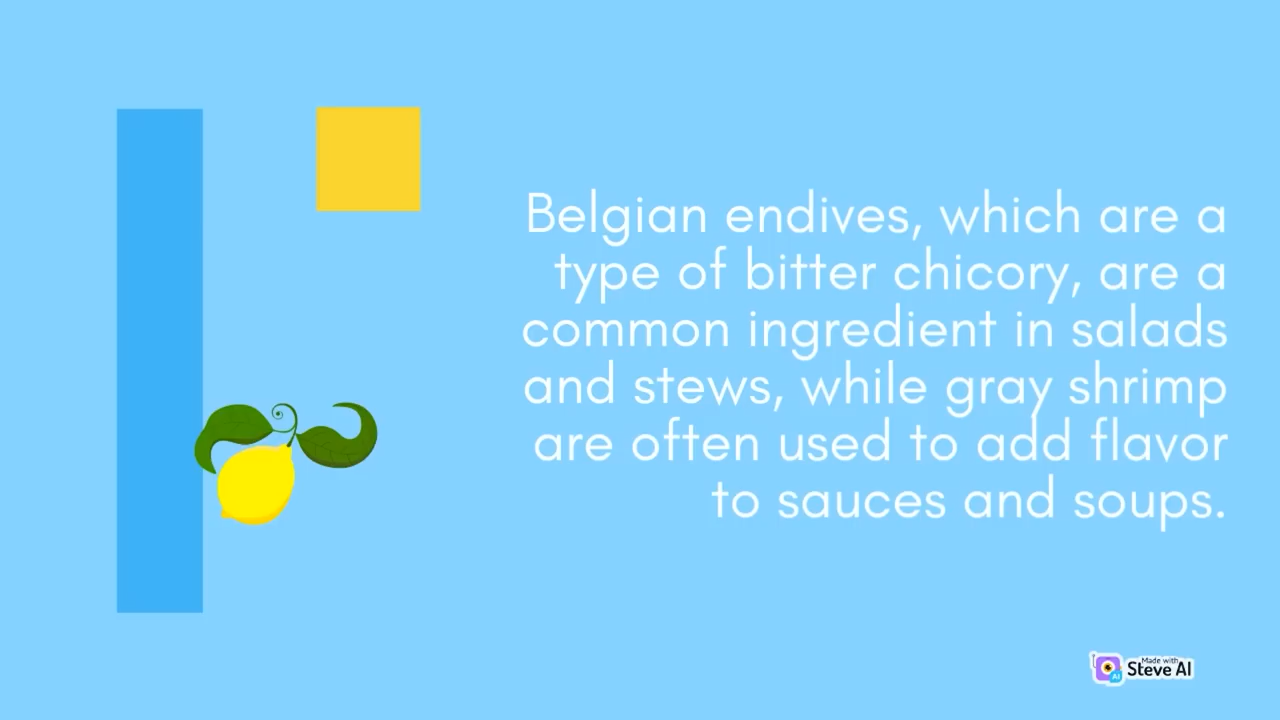 Belgian endives, which are a
type of bitter chicory, are a
common ingredient in salads
and stews, while gray shrimp
are often used to add flavor
to sauces and soups.
Made with
Steve AI
AI